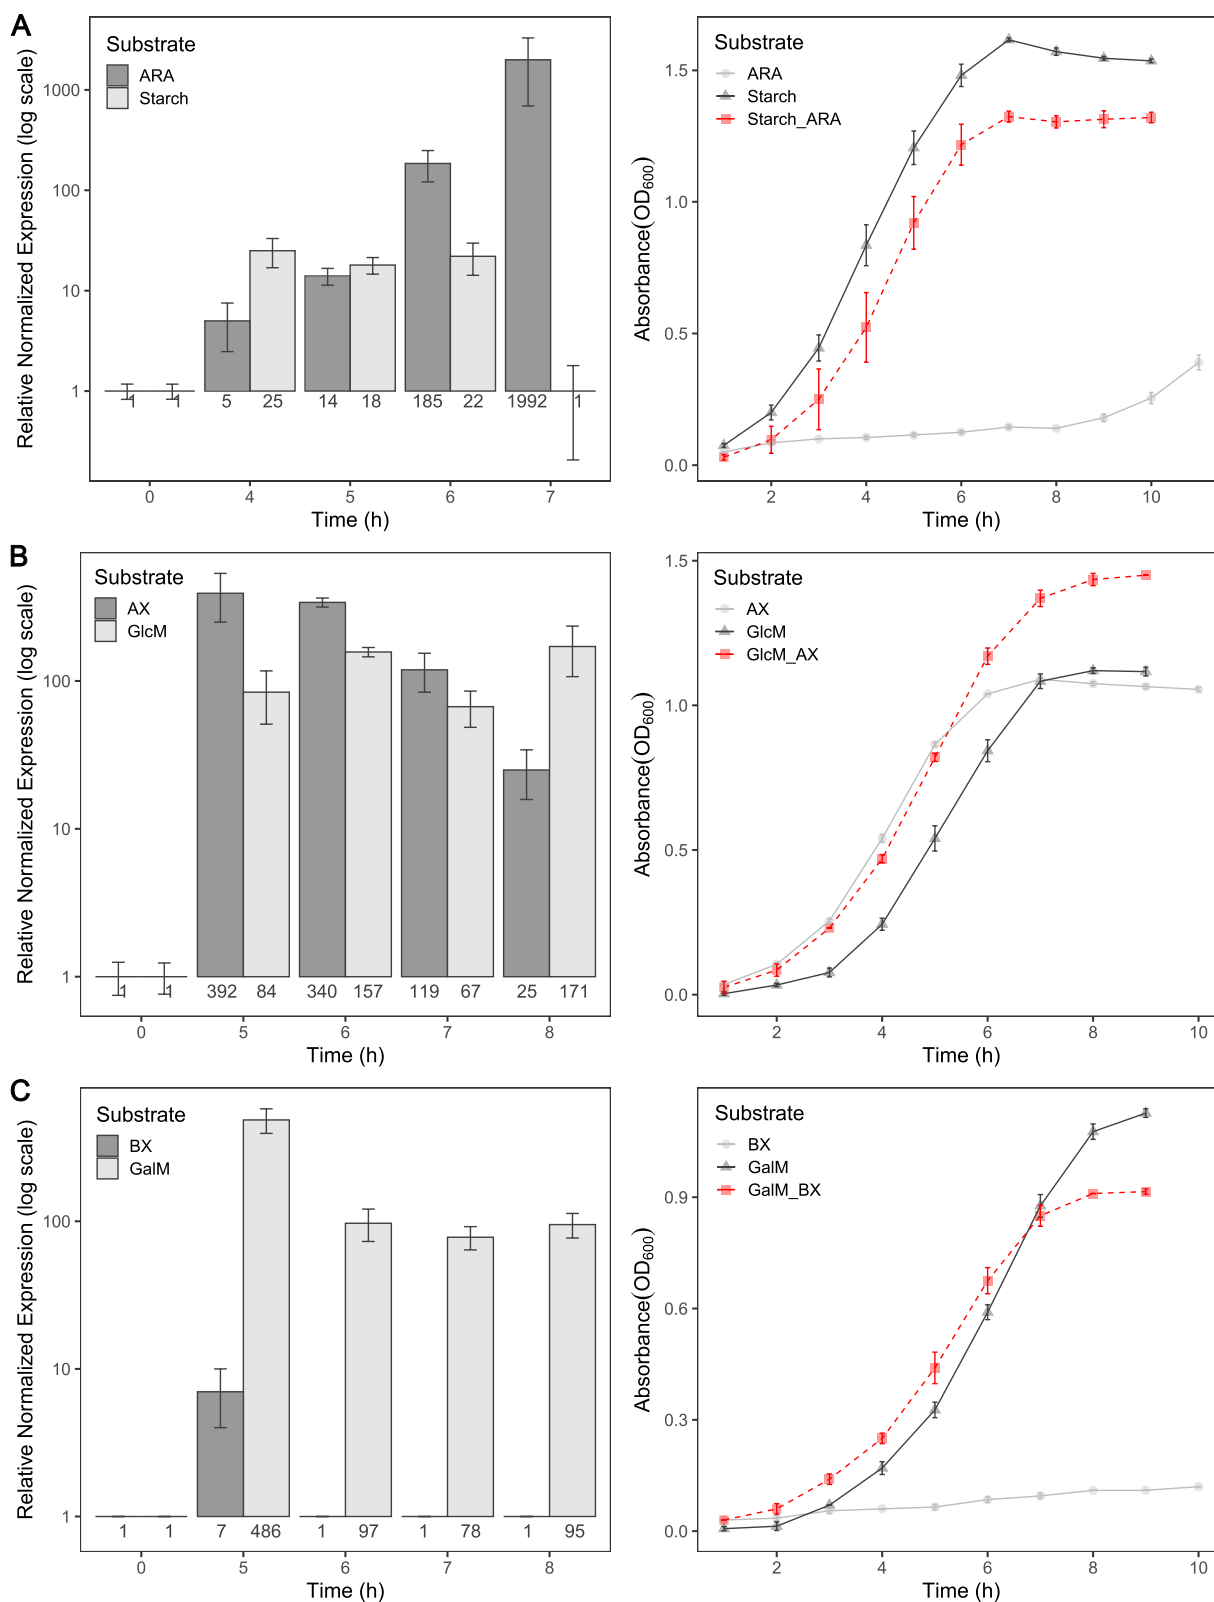 A
Relative Normalized Expression (log scale)
Substrate
ARA
Starch
1000
100
10
1
1 1 5 25 14 18 185 22 1992 1
0 4 5 6 7
Time (h)
Absorbance(OD600)
Substrate
ARA
Starch
Starch_ARA
1.5
1.0
0.5
0.0
2 4 6 8 10
Time (h)
B
Relative Normalized Expression (log scale)
Substrate
AX
GlcM
100
10
1
1 1 392 84 340 157 119 67 25 171
0 5 6 7 8
Time (h)
Absorbance(OD600)
Substrate
AX
GlcM
GlcM_AX
1.5
1.0
0.5
0.0
2 4 6 8 10
Time (h)
C
Relative Normalized Expression (log scale)
Substrate
BX
GalM
100
10
1
1 1 7 486 1 97 1 78 1 95
0 5 6 7 8
Time (h)
Absorbance(OD600)
Substrate
BX
GalM
GalM_BX
0.9
0.6
0.3
0.0
2 4 6 8 10
Time (h)